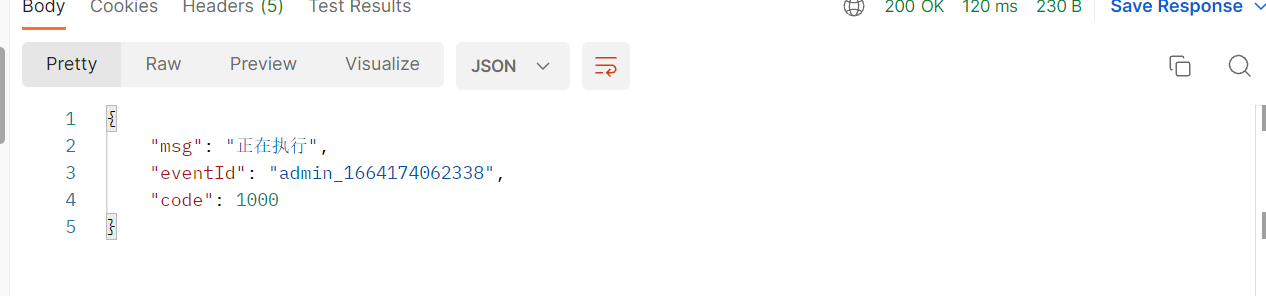 Body Cookies Headers (5) Test Results 200 OK 120 ms 230 B Save Response
Pretty Raw Preview Visualize JSON
1 {
2 "msg": "正在执行",
3 "eventId": "admin_1664174062338",
4 "code": 1000
5 }